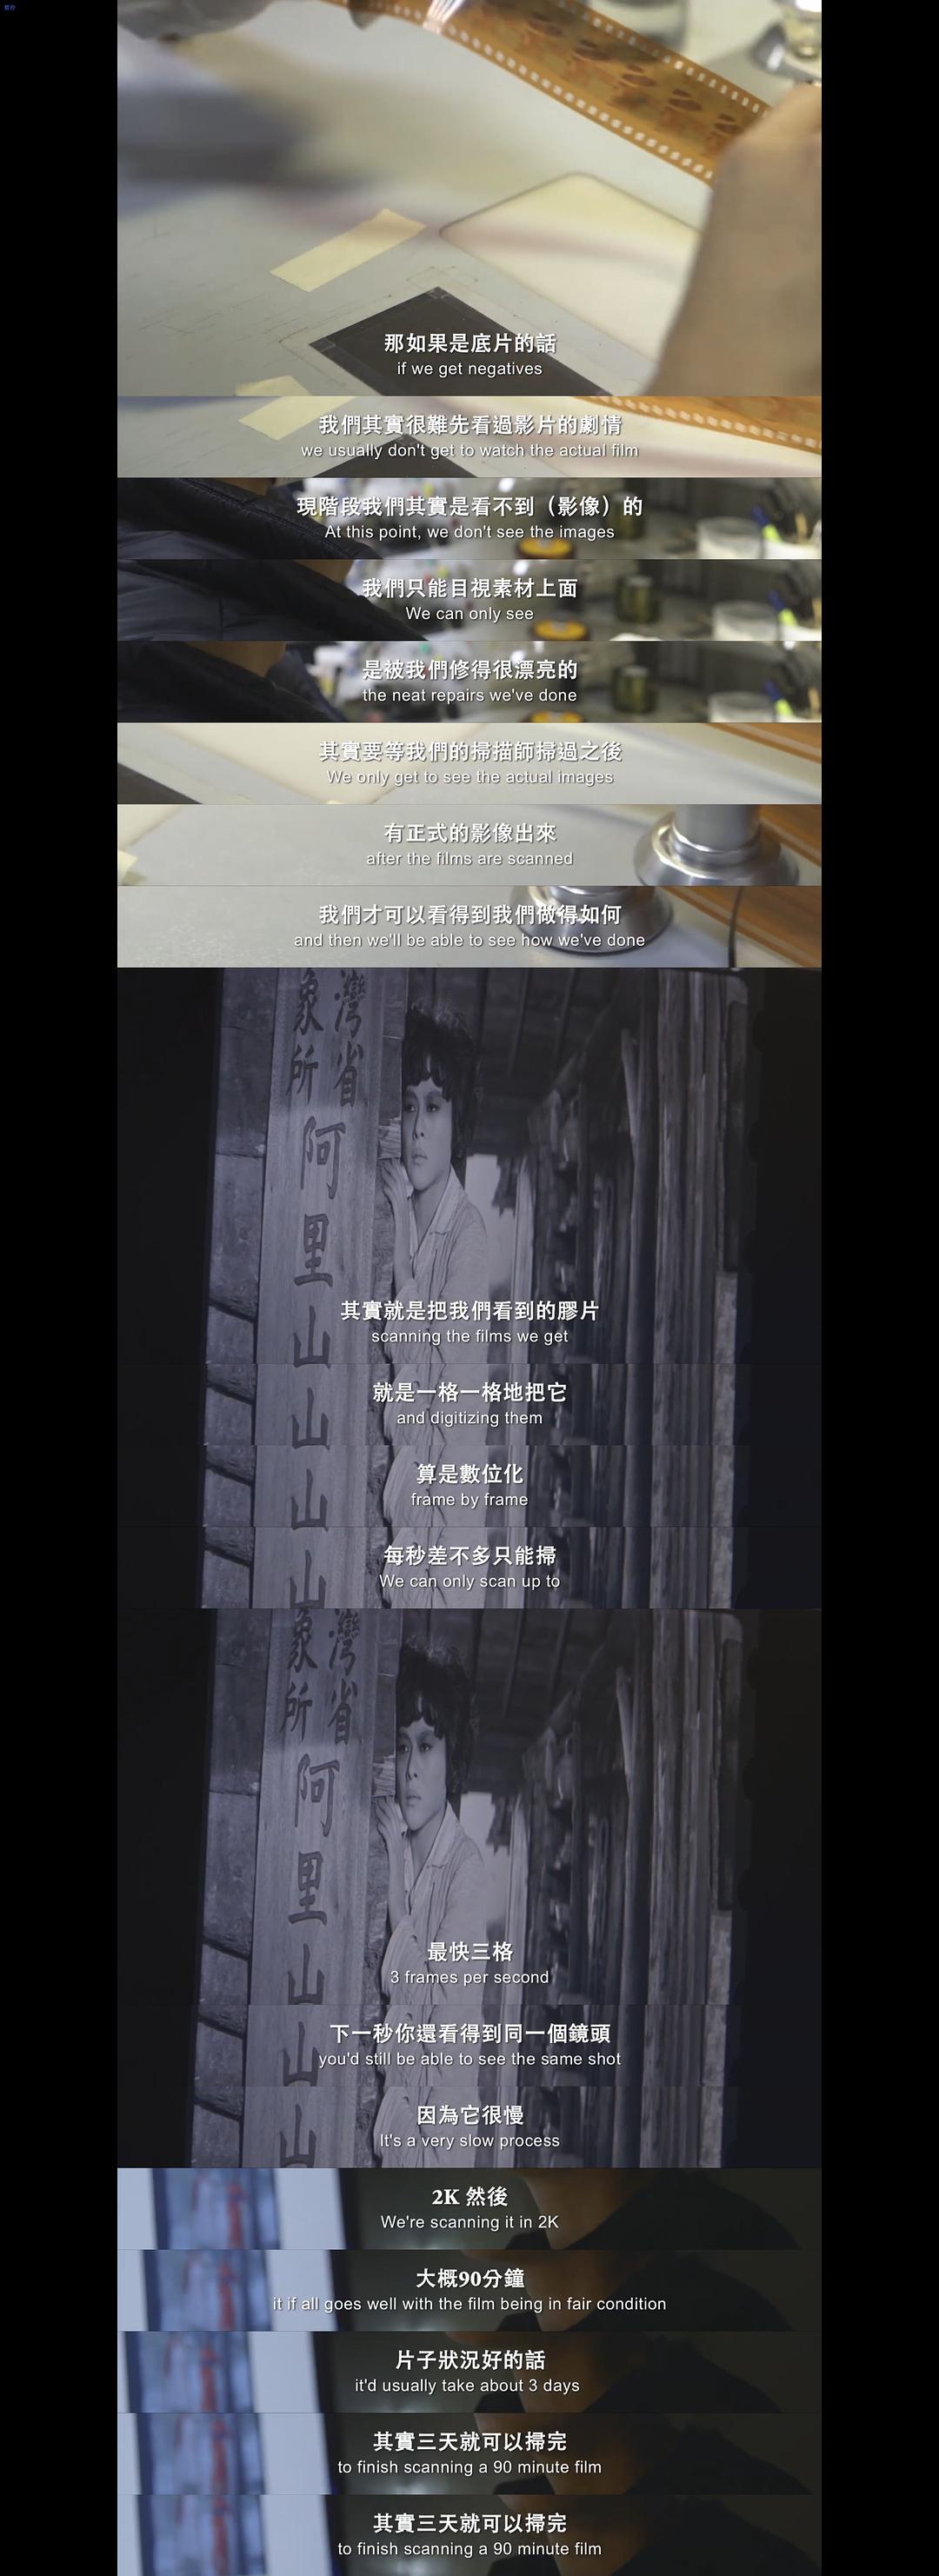 暫停
那如果是底片的話
if we get negatives
我們其實很難先看過影片的劇情
we usually don't get to watch the actual film
現階段我們其實是看不到（影像）的
At this point, we don't see the images
我們只能目視素材上面
We can only see
是被我們修得很漂亮的
the neat repairs we've done
其實要等我們的掃描師掃過之後
We only get to see the actual images
有正式的影像出來
after the films are scanned
我們才可以看得到我們做得如何
and then we'll be able to see how we've done
灣省
象所
阿里山
其實就是把我們看到的膠片
scanning the films we get
就是一格一格地把它
and digitizing them
算是數位化
frame by frame
每秒差不多只能掃
We can only scan up to
灣省
象所
阿里山
最快三格
3 frames per second
下一秒你還看得到同一個鏡頭
you'd still be able to see the same shot
因為它很慢
It's a very slow process
2K 然後
We're scanning it in 2K
大概90分鐘
it if all goes well with the film being in fair condition
片子狀況好的話
it'd usually take about 3 days
其實三天就可以掃完
to finish scanning a 90 minute film
其實三天就可以掃完
to finish scanning a 90 minute film